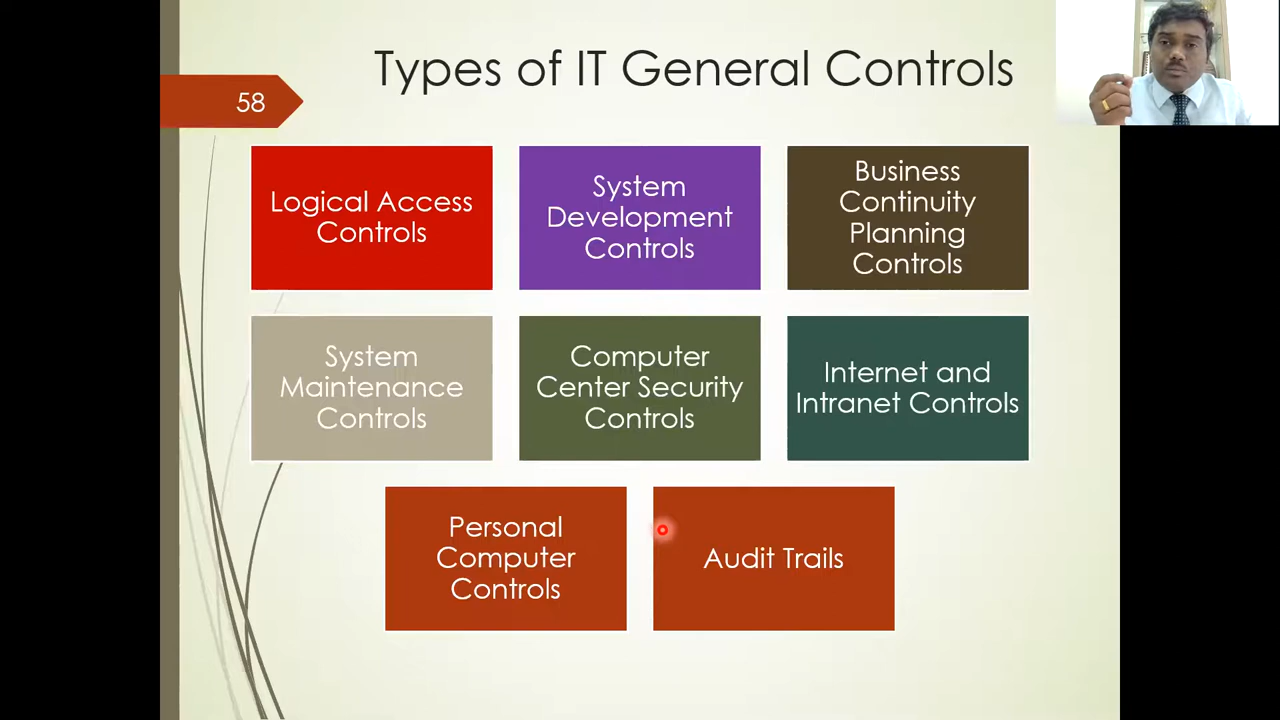 Types of IT General Controls
58
Logical Access
Controls
System
Development
Controls
Business
Continuity
Planning
Controls
System
Maintenance
Controls
Computer
Center Security
Controls
Internet and
Intranet Controls
Personal
Computer
Controls
Audit Trails